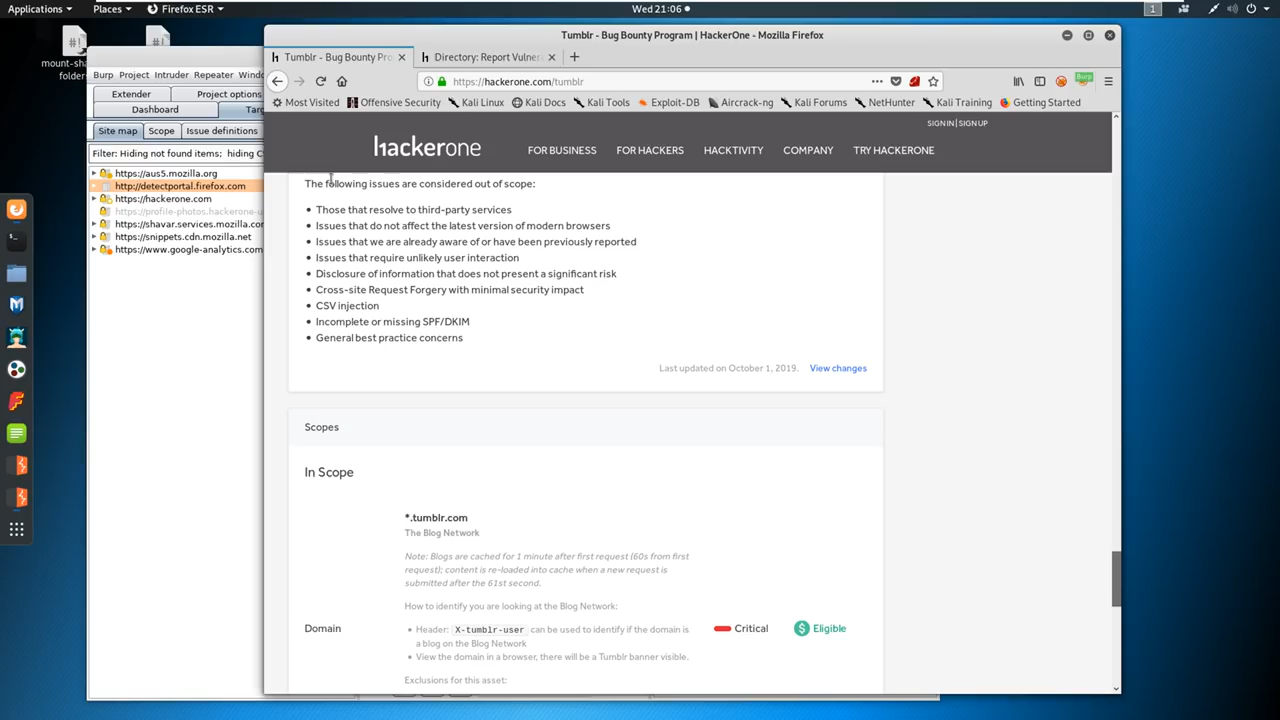 Applications
Places
Firefox ESR
Wed 21:06
1
mount-sha
folders
Tumblr - Bug Bounty Program | HackerOne - Mozilla Firefox
Tumblr - Bug Bounty Pro
Directory: Report Vulnera
https://hackerone.com/tumblr
Burp
Most Visited
Offensive Security
Kali Linux
Kali Docs
Kali Tools
Exploit-DB
Aircrack-ng
Kali Forums
NetHunter
Kali Training
Getting Started
Burp Project Intruder Repeater Windo
Extender
Project options
Dashboard
Targ
Site map
Scope
Issue definitions
Filter: Hiding not found items; hiding C
https://aus5.mozilla.org
http://detectportal.firefox.com
https://hackerone.com
https://profile-photos.hackerone-u
https://shavar.services.mozilla.con
https://snippets.cdn.mozilla.net
https://www.google-analytics.com
SIGN IN | SIGN UP
hackerone
FOR BUSINESS
FOR HACKERS
HACKTIVITY
COMPANY
TRY HACKERONE
The following issues are considered out of scope:
• Those that resolve to third-party services
• Issues that do not affect the latest version of modern browsers
• Issues that we are already aware of or have been previously reported
• Issues that require unlikely user interaction
• Disclosure of information that does not present a significant risk
• Cross-site Request Forgery with minimal security impact
• CSV injection
• Incomplete or missing SPF/DKIM
• General best practice concerns
Last updated on October 1, 2019. View changes
Scopes
In Scope
*.tumblr.com
The Blog Network
Note: Blogs are cached for 1 minute after first request (60s from first
request); content is re-loaded into cache when a new request is
submitted after the 61st second.
How to identify you are looking at the Blog Network:
Domain
• Header: X-tumblr-user can be used to identify if the domain is
a blog on the Blog Network
• View the domain in a browser, there will be a Tumblr banner visible.
Critical
Eligible
Exclusions for this asset: